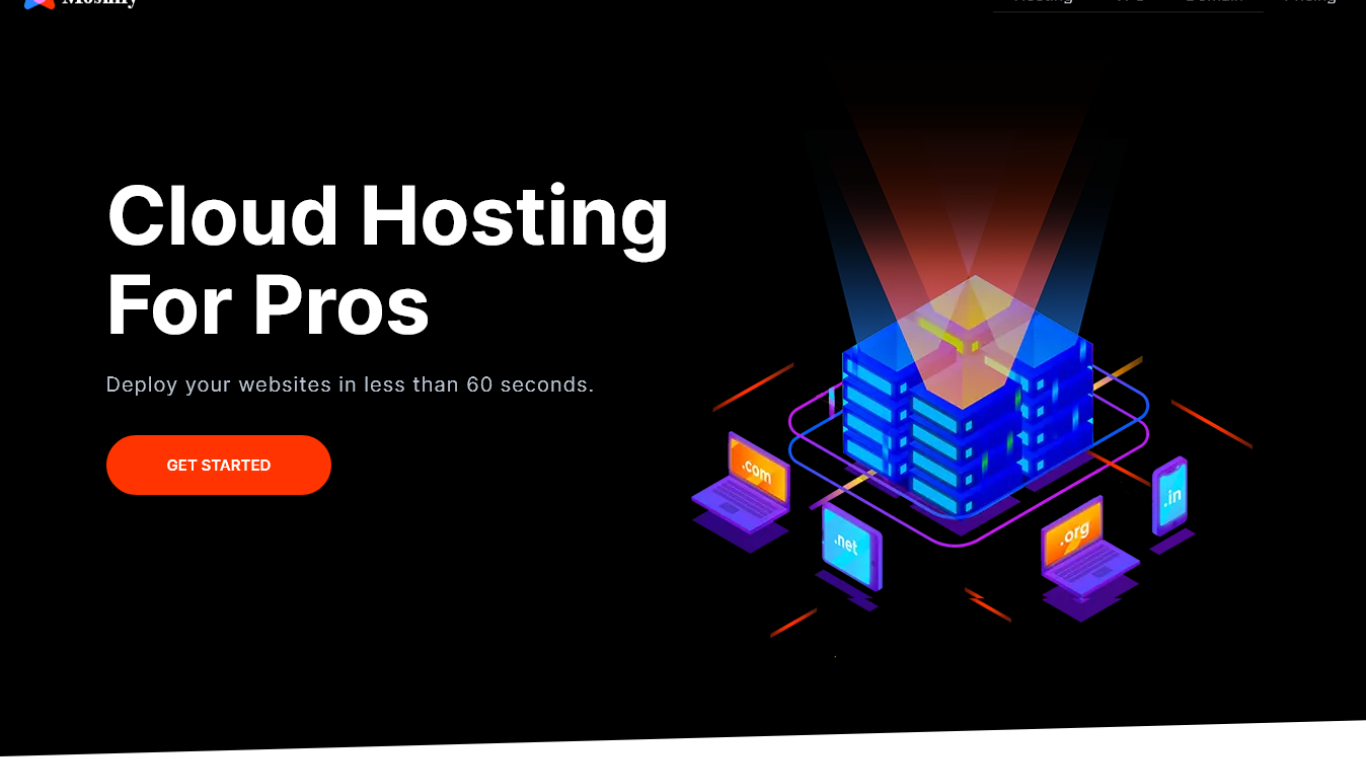 Cloud Hosting
For Pros
Deploy your websites in less than 60 seconds.
GET STARTED
.com
.net
.org
.in